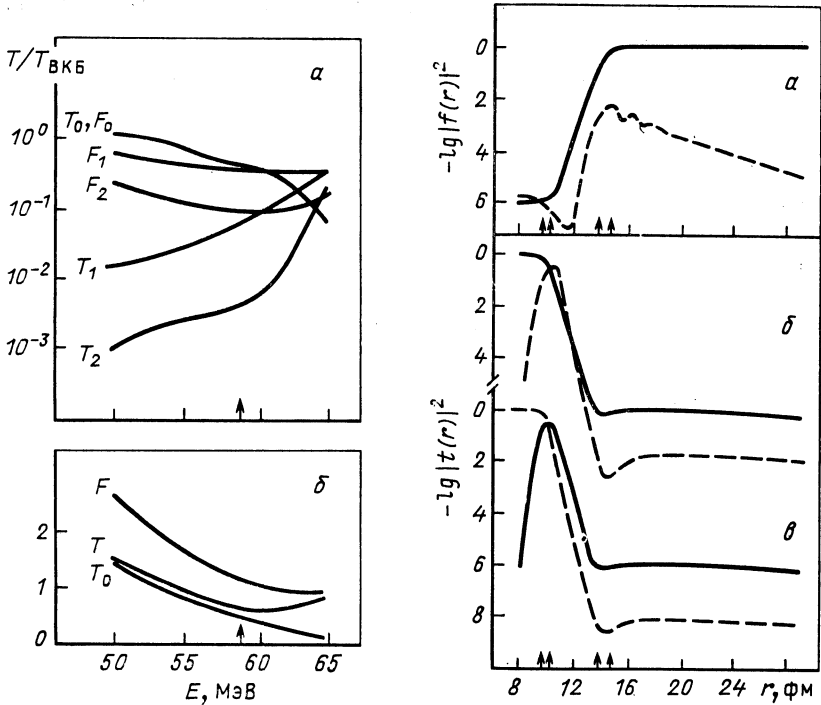 T/T_ВКБ
а
T₀, F₀
10⁰
F₁
F₂
10⁻¹
10⁻²
T₁
10⁻³
T₂
F
б
2
T
1
T₀
0
50 55 60 65
E, МэВ
0
а
2
-lg|f(r)|²
4
6
0
б
2
4
0
-lg|t(r)|²
2
4
в
6
8
8 12 16 20 24 r, фм